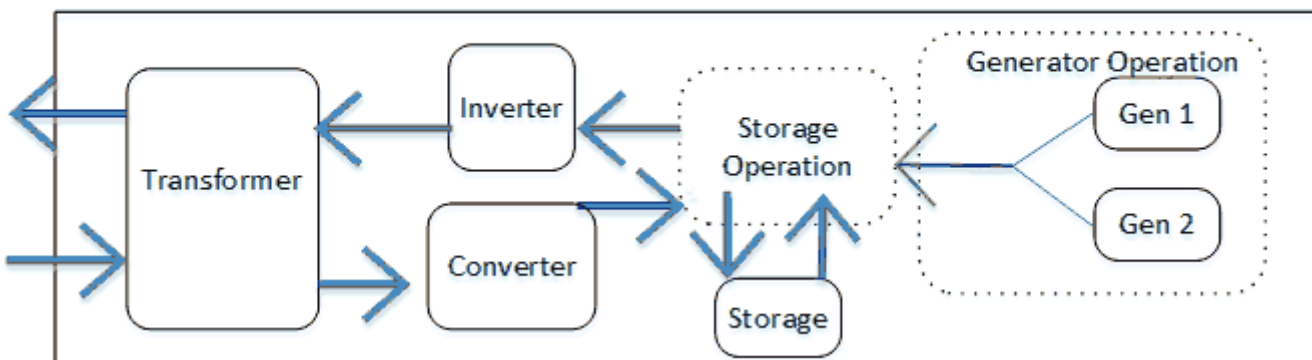 Generator Operation
Inverter
Gen 1
Storage
Operation
Transformer
Gen 2
Converter
Storage